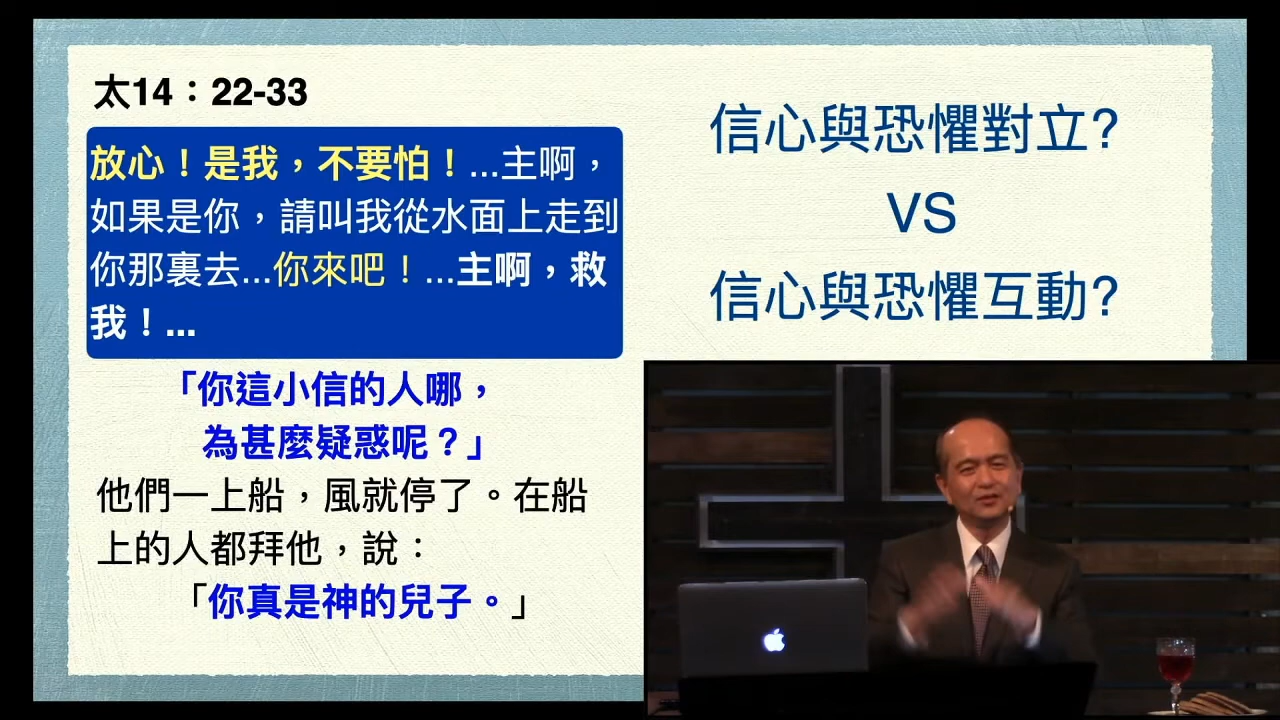 太14：22-33
放心！是我，不要怕！...主啊，
如果是你，請叫我從水面上走到
你那裏去...你來吧！...主啊，救
我！...
「你這小信的人哪，
為甚麼疑惑呢？」
他們一上船，風就停了。在船
上的人都拜他，說：
「你真是神的兒子。」
信心與恐懼對立?
VS
信心與恐懼互動?